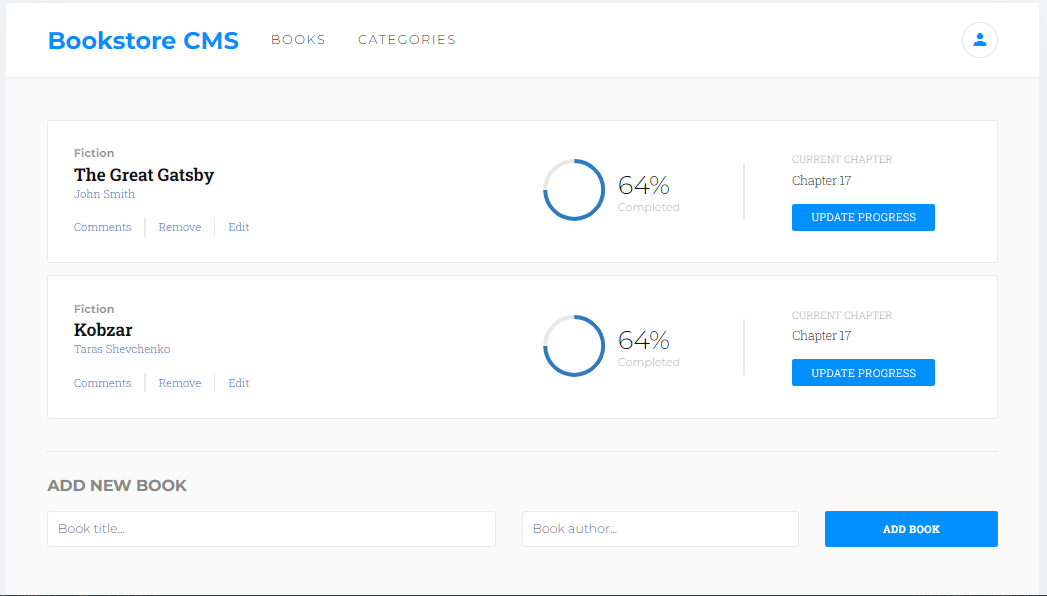 Bookstore CMS BOOKS CATEGORIES
Fiction
The Great Gatsby
John Smith
Comments Remove Edit
64%
Completed
CURRENT CHAPTER
Chapter 17
UPDATE PROGRESS
Fiction
Kobzar
Taras Shevchenko
Comments Remove Edit
64%
Completed
CURRENT CHAPTER
Chapter 17
UPDATE PROGRESS
ADD NEW BOOK
Book title...
Book author...
ADD BOOK